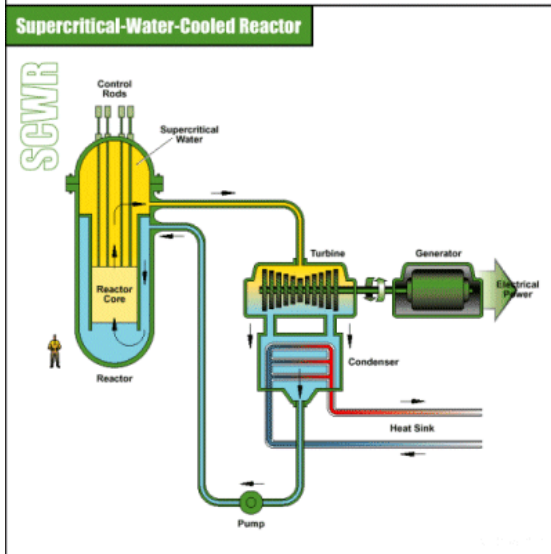 Supercritical-Water-Cooled Reactor
SCWR
Control
Rods
Supercritical
Water
Turbine
Generator
Electrical
Power
Reactor
Core
Condenser
Reactor
Heat Sink
Pump